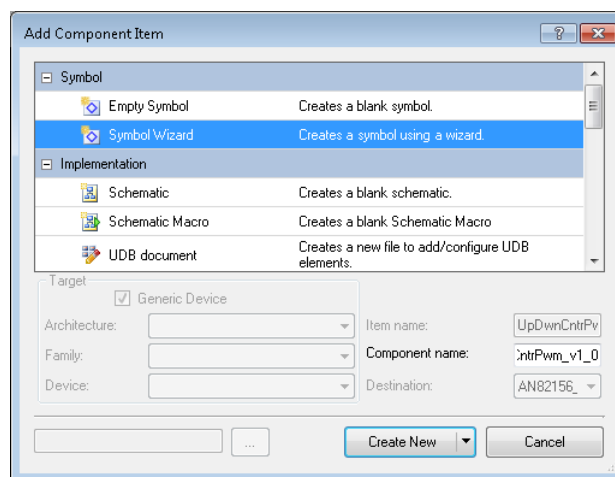 Add Component Item
Symbol
Empty Symbol Creates a blank symbol.
Symbol Wizard Creates a symbol using a wizard.
Implementation
Schematic Creates a blank schematic.
Schematic Macro Creates a blank Schematic Macro
UDB document Creates a new file to add/configure UDB
elements.
Target
Generic Device
Architecture: Item name: UpDwnCntrPv
Family: Component name: CntrPwm_v1_0
Device: Destination: AN82156_
... Create New Cancel